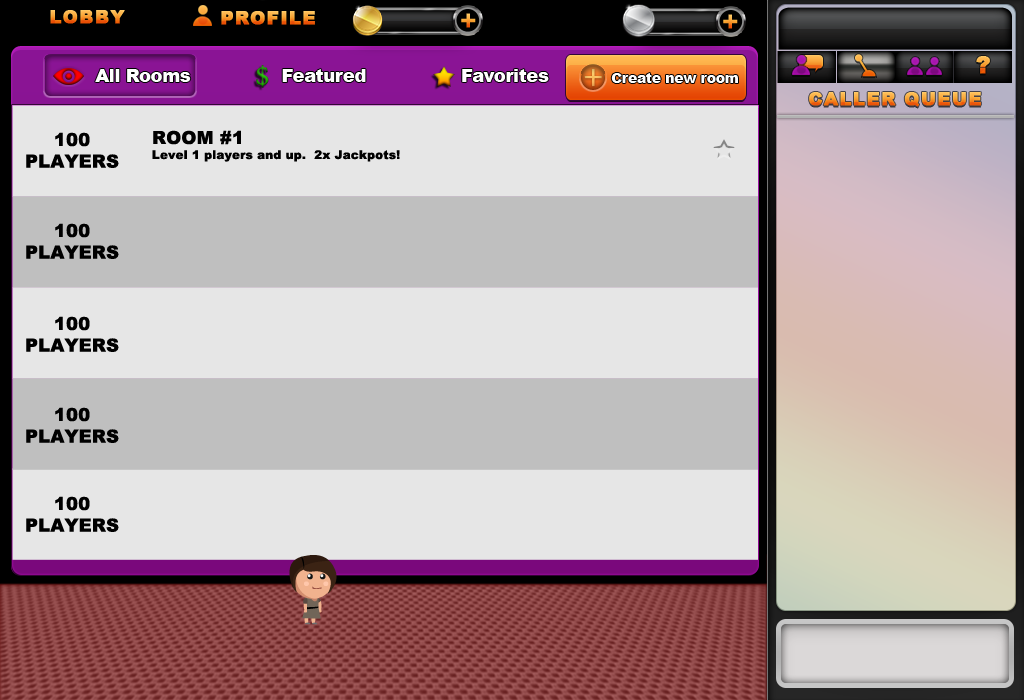 LOBBY
PROFILE
All Rooms
Featured
Favorites
Create new room
?
CALLER QUEUE
100
PLAYERS
ROOM #1
Level 1 players and up.  2x Jackpots!
100
PLAYERS
100
PLAYERS
100
PLAYERS
100
PLAYERS